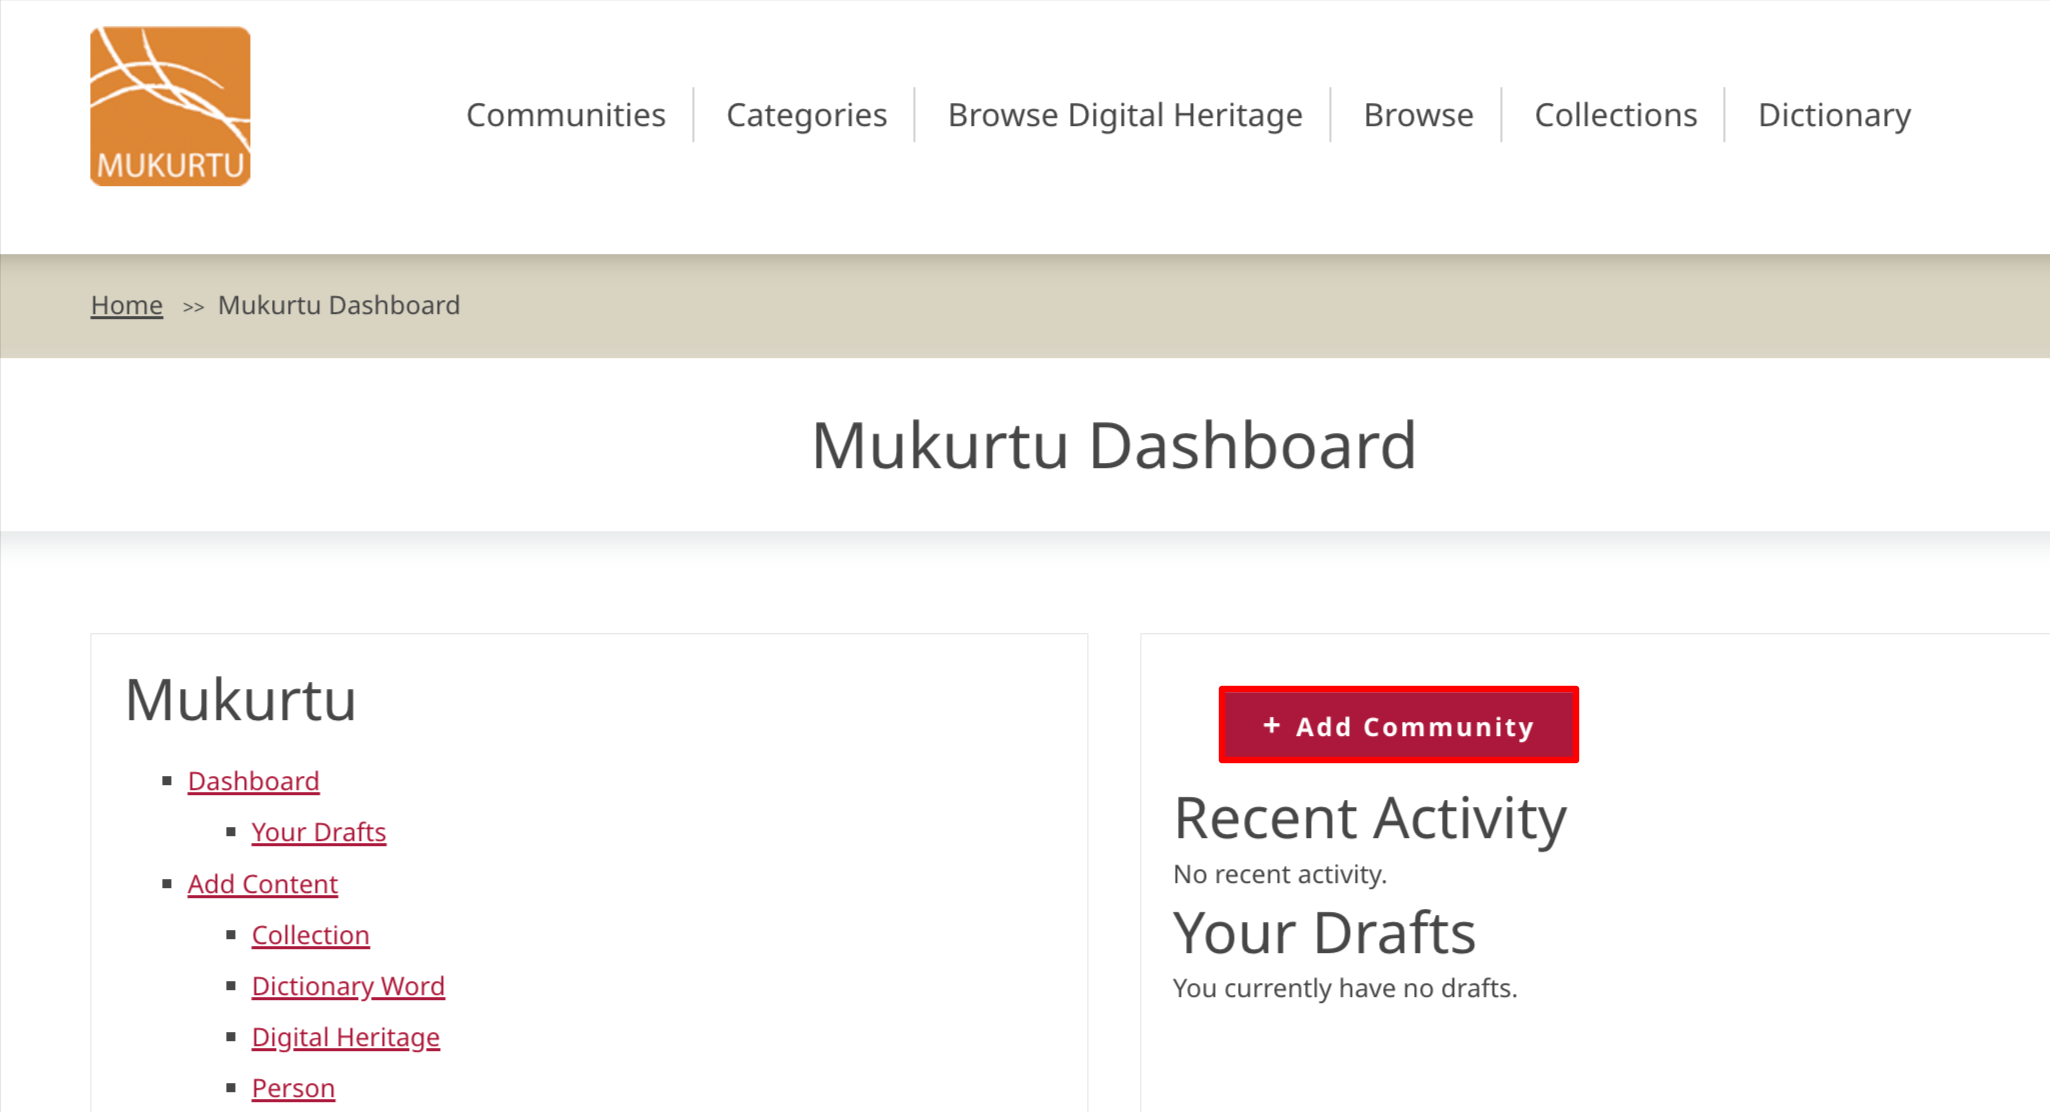 MUKURTU
Communities
Categories
Browse Digital Heritage
Browse
Collections
Dictionary
Home >> Mukurtu Dashboard
Mukurtu Dashboard
Mukurtu
Dashboard
Your Drafts
Add Content
Collection
Dictionary Word
Digital Heritage
Person
+ Add Community
Recent Activity
No recent activity.
Your Drafts
You currently have no drafts.